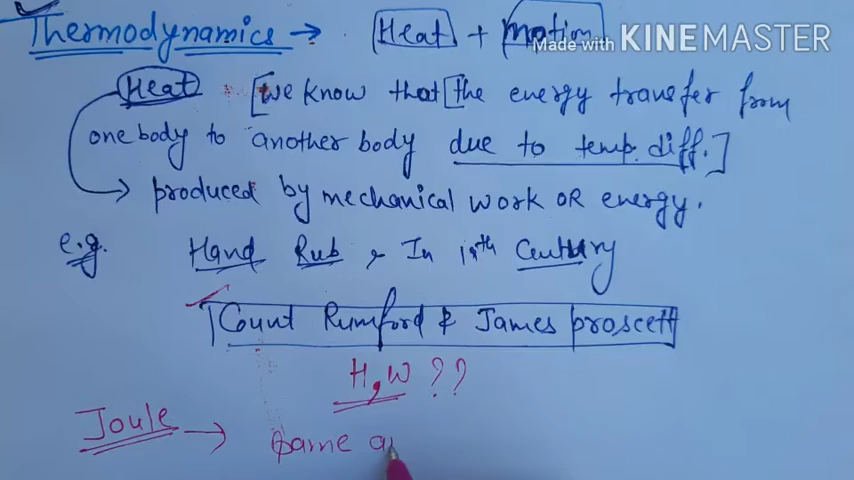 Thermodynamics → Heat + motion
Made with KINEMASTER
Heat [we know that [the energy transfer from
one body to another body due to temp. diff.]
→ produced by mechanical work OR energy.
e.g. Hand Rub, In 19th Century
Count Rumford & James proscett
H, W ??
Joule → same a